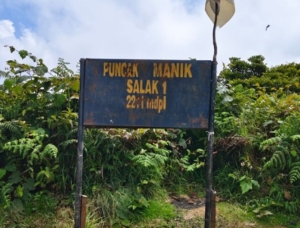 PUNCAK MANIK
SALAK 1
2211 mdpl